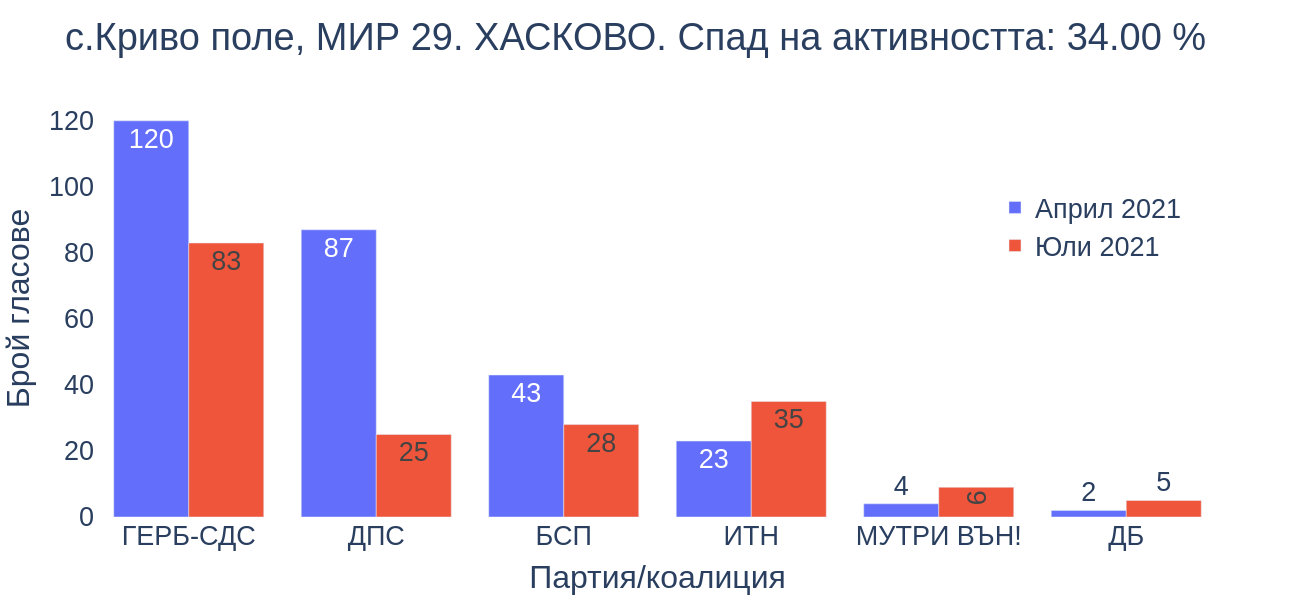 с.Криво поле, МИР 29. ХАСКОВО. Спад на активността: 34.00 %
120
100
80
60
40
20
0
Брой гласове
120
83
87
25
43
28
23
35
4
9
2
5
Април 2021
Юли 2021
ГЕРБ-СДС
ДПС
БСП
ИТН
МУТРИ ВЪН!
ДБ
Партия/коалиция